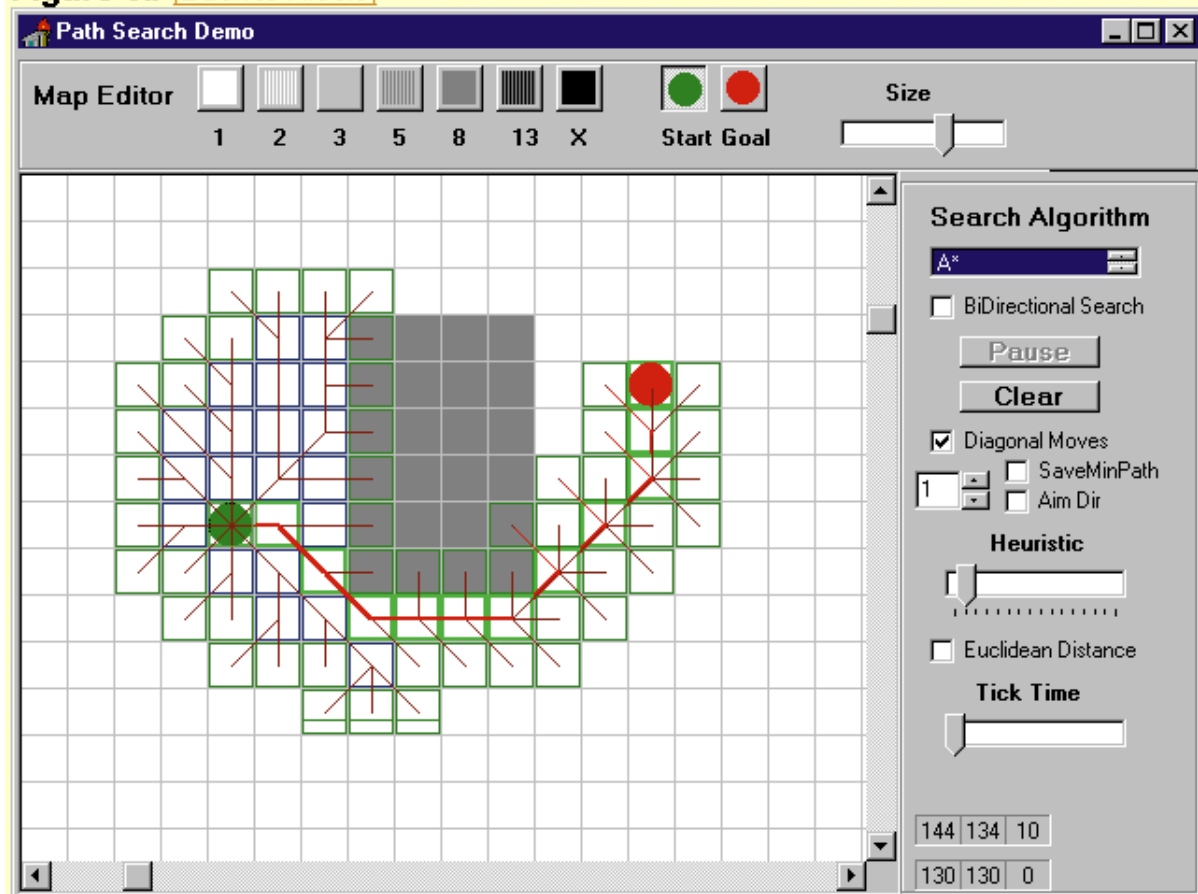 Path Search Demo
Map Editor
1 2 3 5 8 13 X
Start Goal
Size
Search Algorithm
A*
BiDirectional Search
Pause
Clear
Diagonal Moves
SaveMinPath
1
Aim Dir
Heuristic
Euclidean Distance
Tick Time
144 134 10
130 130 0